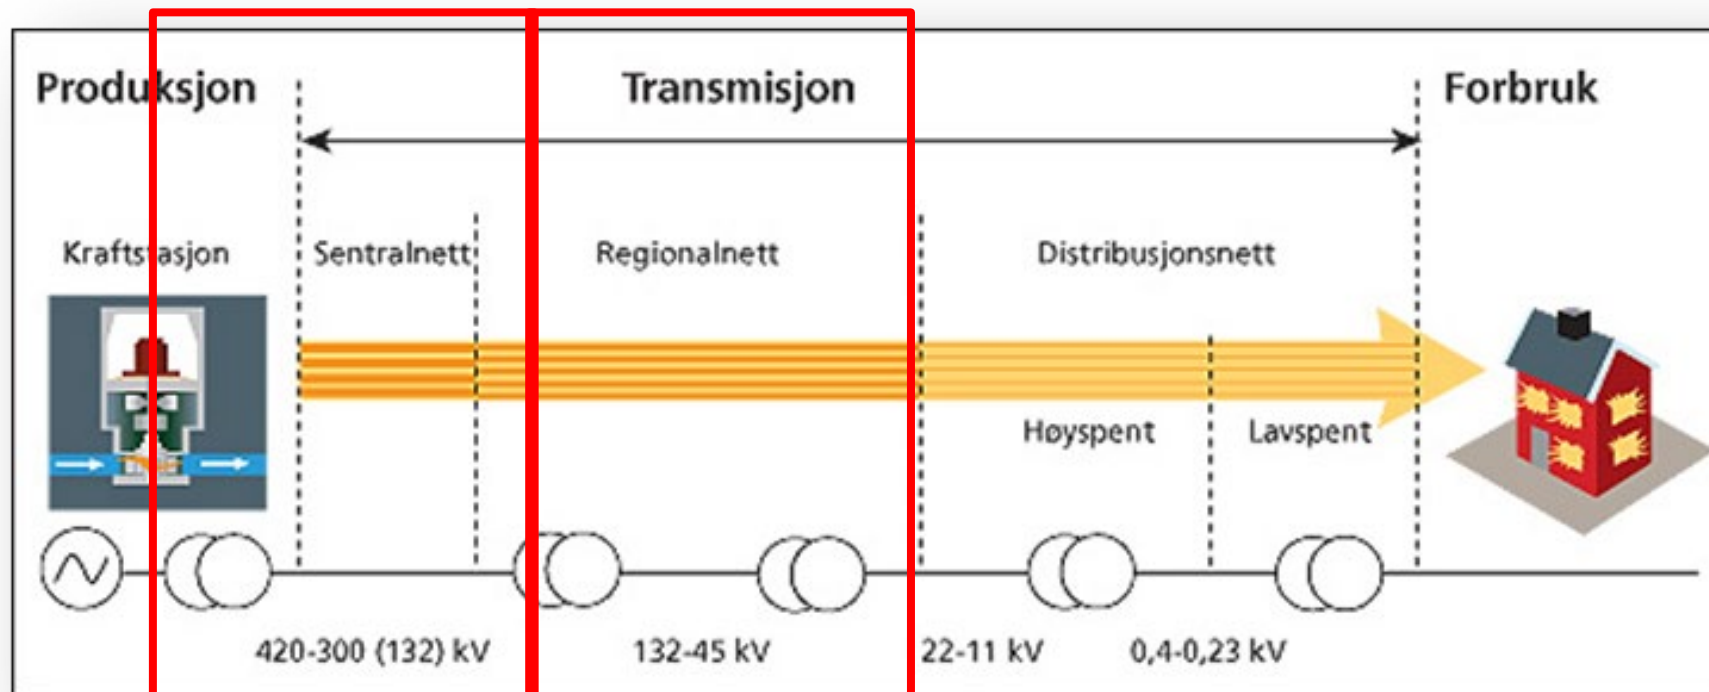 Produksjon
Transmisjon
Forbruk
Kraftstasjon
Sentralnett
Regionalnett
Distribusjonsnett
Høyspent
Lavspent
420-300 (132) kV
132-45 kV
22-11 kV
0,4-0,23 kV